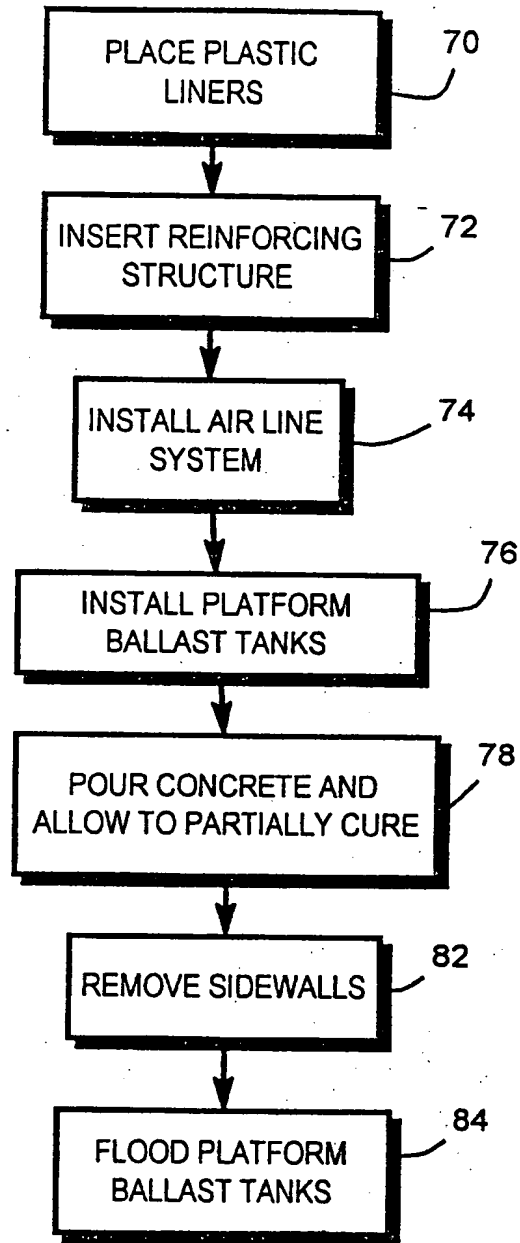 PLACE PLASTIC
LINERS
70
INSERT REINFORCING
STRUCTURE
72
INSTALL AIR LINE
SYSTEM
74
INSTALL PLATFORM
BALLAST TANKS
76
POUR CONCRETE AND
ALLOW TO PARTIALLY CURE
78
REMOVE SIDEWALLS
82
FLOOD PLATFORM
BALLAST TANKS
84